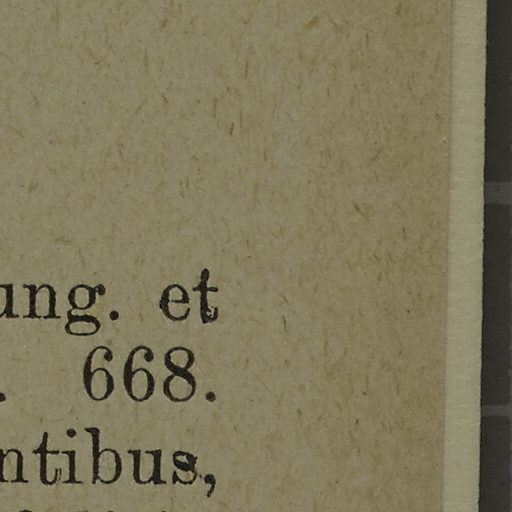 ung. et
. 668.
ntibus,